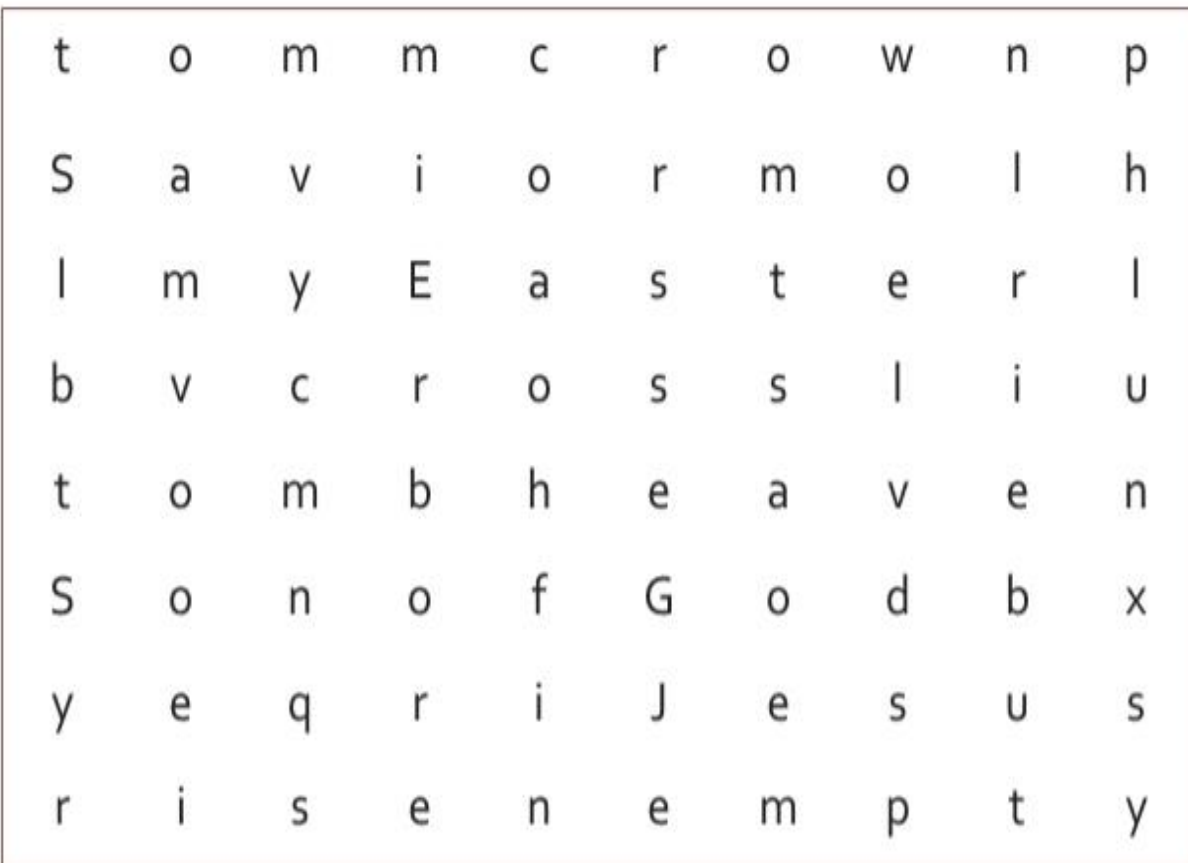 t o m m c r o w n p
S a v i o r m o l h
l m y E a s t e r l
b v c r o s s l i u
t o m b h e a v e n
S o n o f G o d b x
y e q r i J e s u s
r i s e n e m p t y